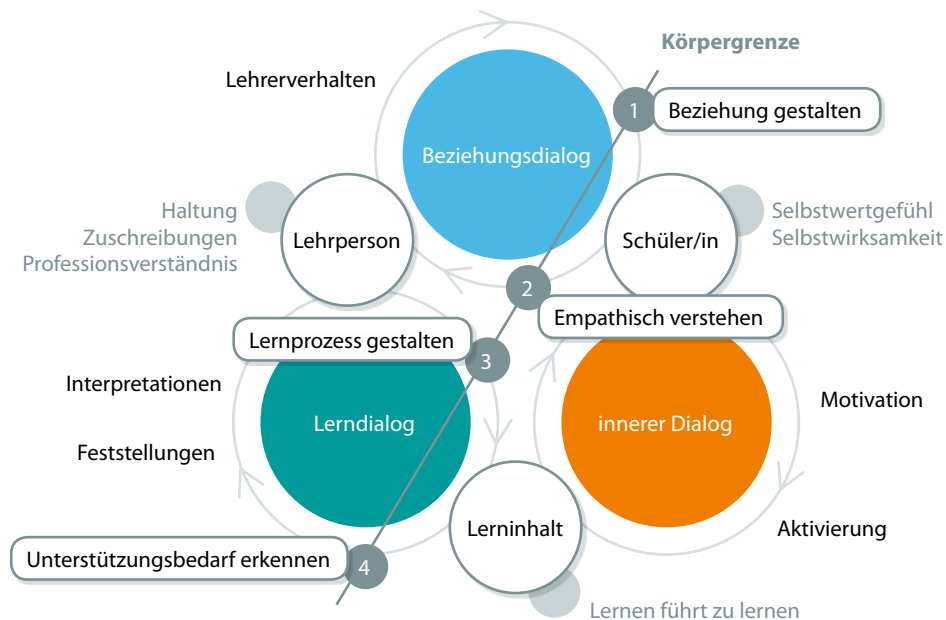 Körpergrenze
Lehrerverhalten
1
Beziehung gestalten
Beziehungsdialog
Haltung
Zuschreibungen
Professionsverständnis
Lehrperson
Schüler/in
Selbstwertgefühl
Selbstwirksamkeit
2
Empathisch verstehen
Lernprozess gestalten
3
Interpretationen
Feststellungen
Lerndialog
innerer Dialog
Motivation
Aktivierung
Lerninhalt
Unterstützungsbedarf erkennen
4
Lernen führt zu lernen